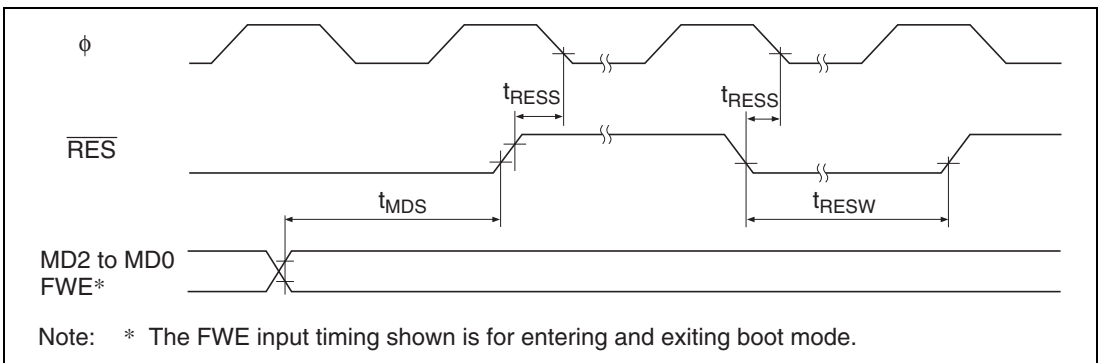 φ
tRESS
tRESS
RES
tMDS
tRESW
MD2 to MD0
FWE*
Note: * The FWE input timing shown is for entering and exiting boot mode.